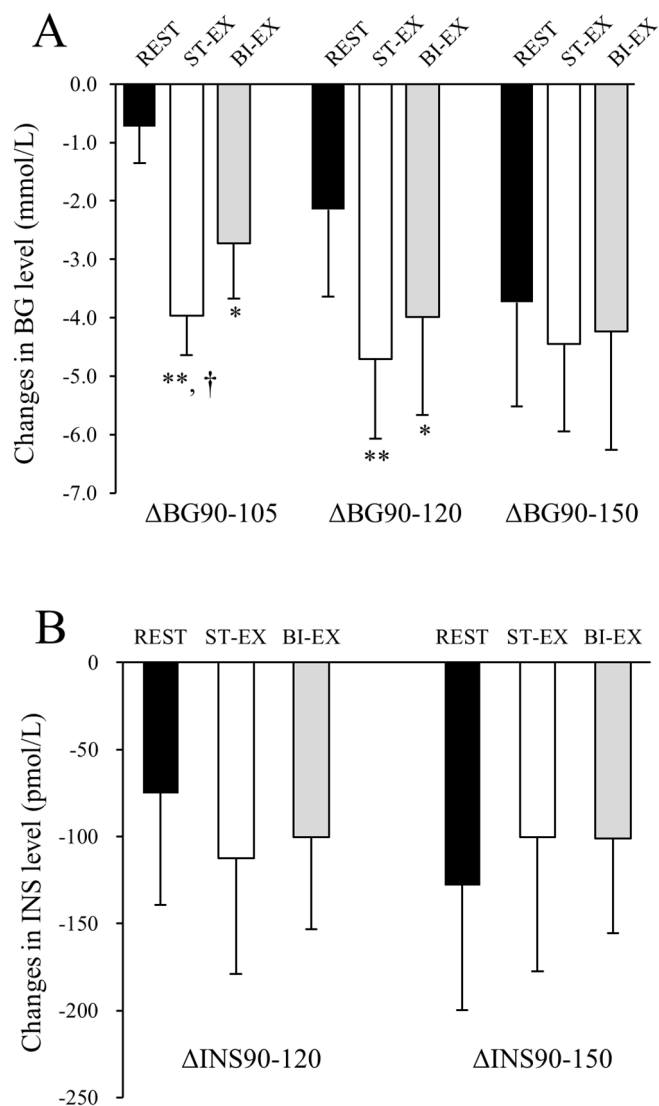 A
REST ST-EX BI-EX REST ST-EX BI-EX REST ST-EX BI-EX
Changes in BG level (mmol/L)
0.0
-1.0
-2.0
-3.0
-4.0
-5.0
-6.0
-7.0
**, †
*
**
*
ΔBG90-105 ΔBG90-120 ΔBG90-150
B
REST ST-EX BI-EX REST ST-EX BI-EX
Changes in INS level (pmol/L)
0
-50
-100
-150
-200
-250
ΔINS90-120 ΔINS90-150